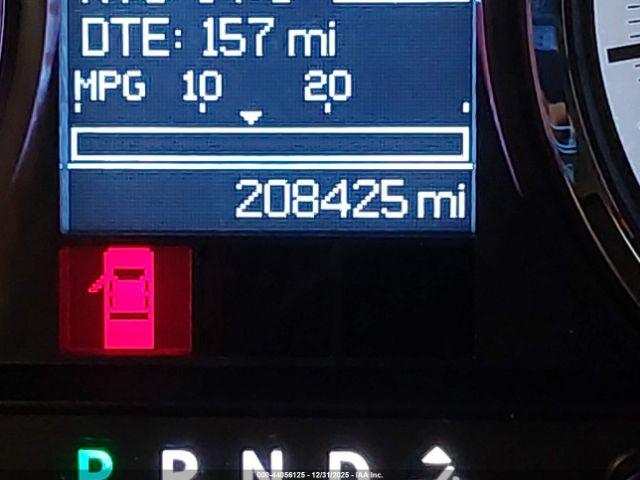 DTE: 157 mi
MPG 10 20
208425 mi
P R N D
000-44056125 - 12/31/2025 - IAA Inc.